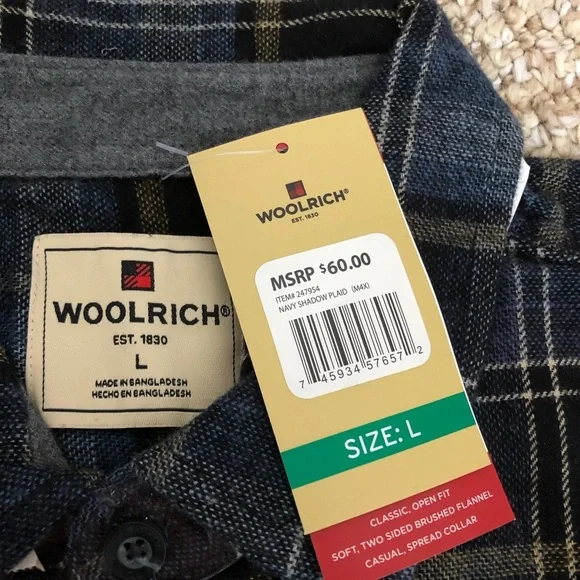 WOOLRICH®
EST. 1830
L
MADE IN BANGLADESH
HECHO EN BANGLADESH
WOOLRICH®
EST. 1830
MSRP $60.00
ITEM# 247954
NAVY SHADOW PLAID (M4X)
7 45934 57657 2
SIZE: L
CLASSIC, OPEN FIT
SOFT, TWO SIDED BRUSHED FLANNEL
CASUAL, SPREAD COLLAR